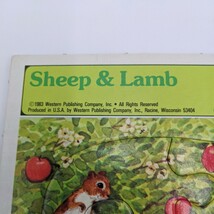 Sheep & Lamb
© 1983 Western Publishing Company, Inc. • All Rights Reserved
Produced in U.S.A. by Western Publishing Company, Inc., Racine, Wisconsin 53404